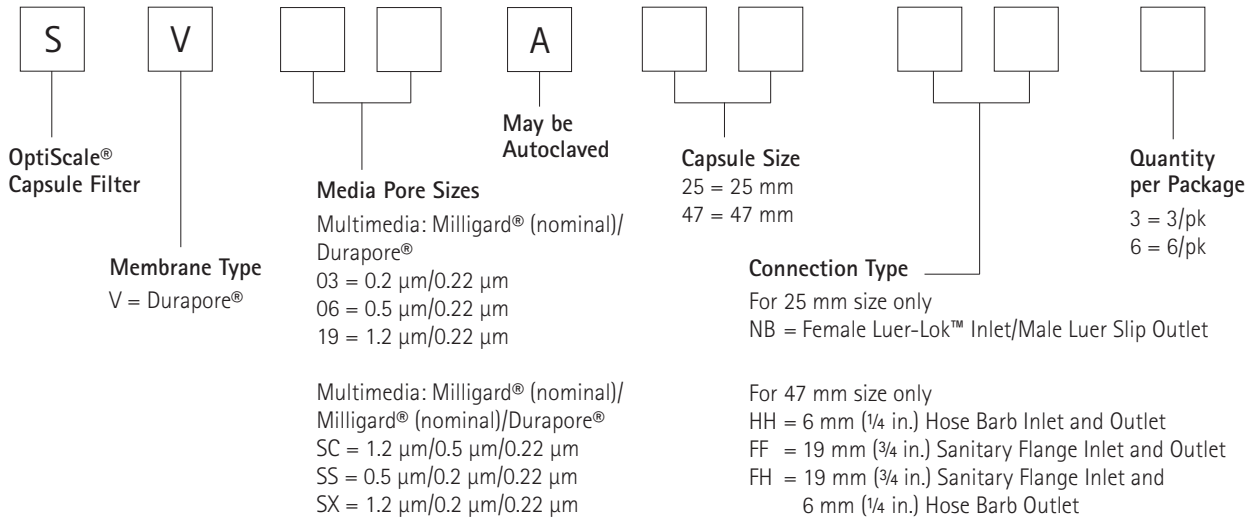 S V A
OptiScale®
Capsule Filter
Membrane Type
V = Durapore®
Media Pore Sizes
Multimedia: Milligard® (nominal)/
Durapore®
03 = 0.2 µm/0.22 µm
06 = 0.5 µm/0.22 µm
19 = 1.2 µm/0.22 µm
Multimedia: Milligard® (nominal)/
Milligard® (nominal)/Durapore®
SC = 1.2 µm/0.5 µm/0.22 µm
SS = 0.5 µm/0.2 µm/0.22 µm
SX = 1.2 µm/0.2 µm/0.22 µm
May be
Autoclaved
Capsule Size
25 = 25 mm
47 = 47 mm
Connection Type
For 25 mm size only
NB = Female Luer-Lok™ Inlet/Male Luer Slip Outlet
For 47 mm size only
HH = 6 mm (1/4 in.) Hose Barb Inlet and Outlet
FF = 19 mm (3/4 in.) Sanitary Flange Inlet and Outlet
FH = 19 mm (3/4 in.) Sanitary Flange Inlet and
6 mm (1/4 in.) Hose Barb Outlet
Quantity
per Package
3 = 3/pk
6 = 6/pk